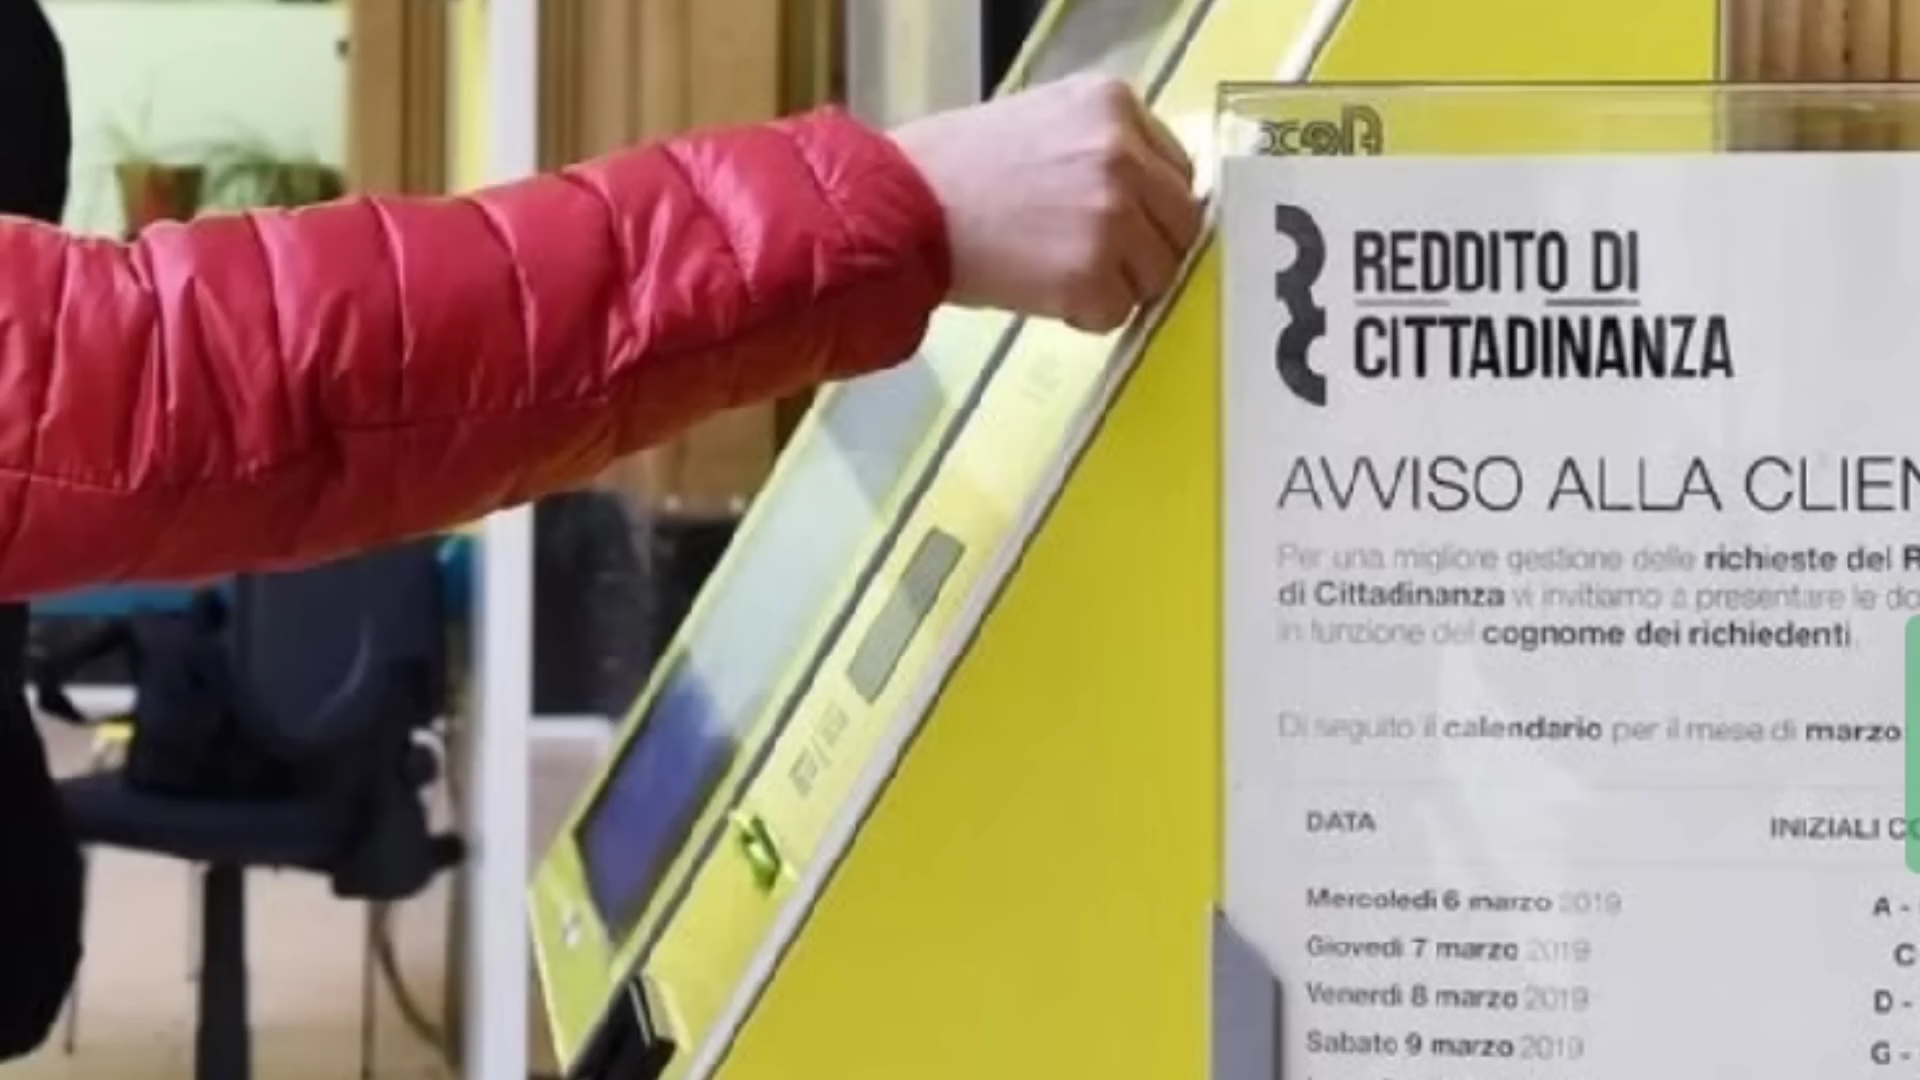 REDDITO DI
CITTADINANZA
AVVISO ALLA CLIEN
Per una migliore gestione delle richieste del R
di Cittadinanza vi invitiamo a presentare le do
in funzione del cognome dei richiedenti.
Di seguito il calendario per il mese di marzo
DATA INIZIALI CO
Mercoledì 6 marzo 2019 A -
Giovedì 7 marzo 2019 C
Venerdì 8 marzo 2019 D -
Sabato 9 marzo 2019 G -